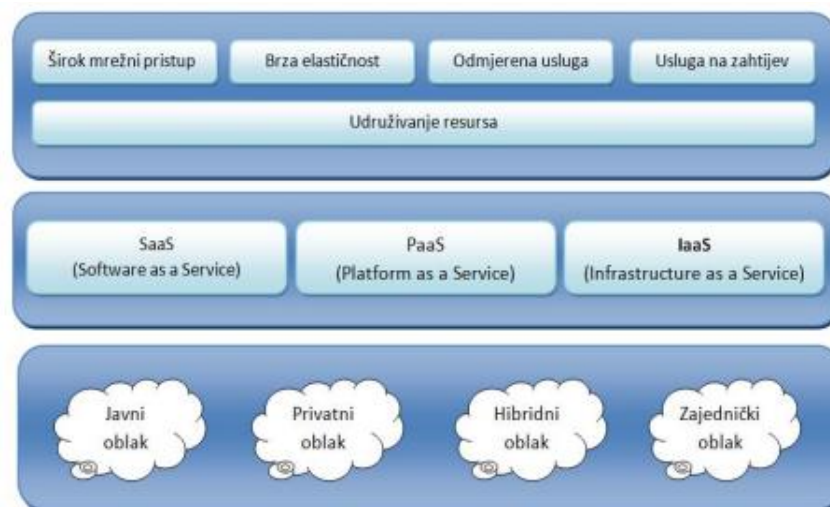 Širok mrežni pristup
Brza elastičnost
Odmjerena usluga
Usluga na zahtijev
Udruživanje resursa
SaaS
(Software as a Service)
PaaS
(Platform as a Service)
IaaS
(Infrastructure as a Service)
Javni
oblak
Privatni
oblak
Hibridni
oblak
Zajednički
oblak